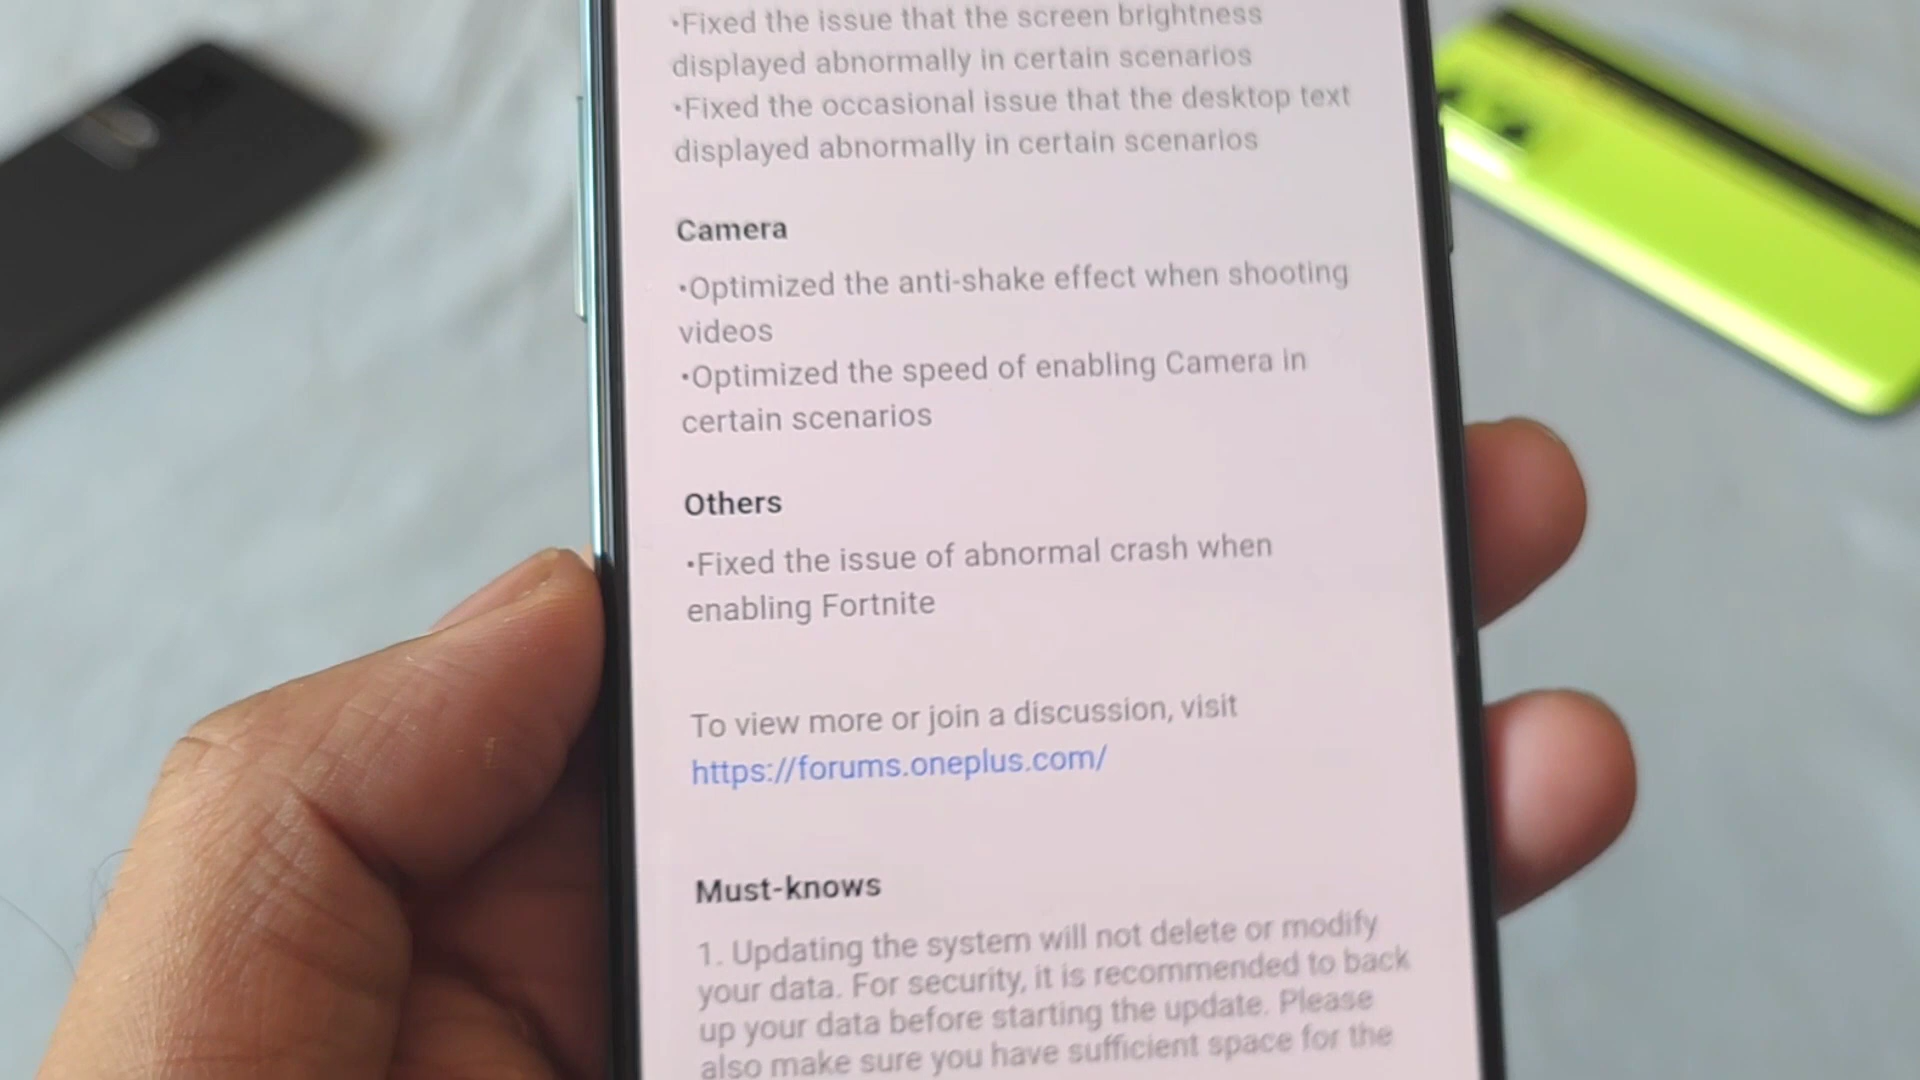 •Fixed the issue that the screen brightness
displayed abnormally in certain scenarios
•Fixed the occasional issue that the desktop text
displayed abnormally in certain scenarios
Camera
•Optimized the anti-shake effect when shooting
videos
•Optimized the speed of enabling Camera in
certain scenarios
Others
•Fixed the issue of abnormal crash when
enabling Fortnite
To view more or join a discussion, visit
https://forums.oneplus.com/
Must-knows
1. Updating the system will not delete or modify
your data. For security, it is recommended to back
up your data before starting the update. Please
also make sure you have sufficient space for the